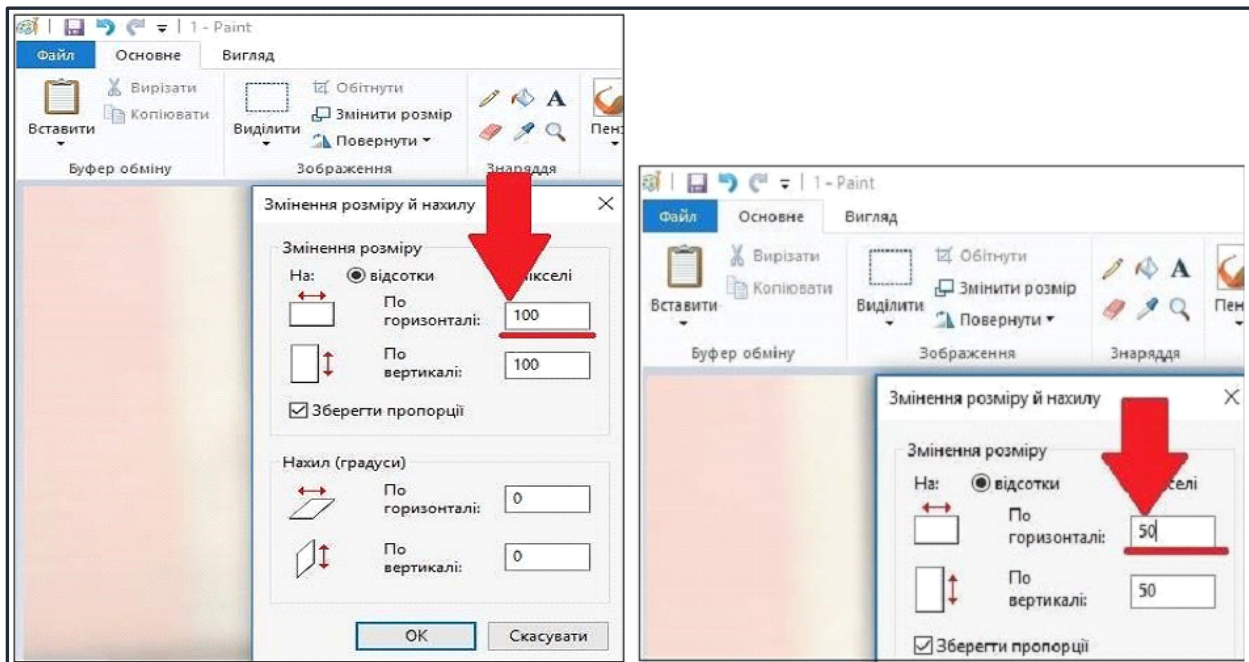 1 - Paint
Файл Основне Вигляд
Вставити
Вирізати
Копіювати
Буфер обміну
Виділити
Обітнути
Змінити розмір
Повернути
Зображення
A
Знаряддя
Змінення розміру й нахилу
Змінення розміру
На: відсотки
По
горизонталі: 100
По
вертикалі: 100
Зберегти пропорції
Нахил (градуси)
По
горизонталі: 0
По
вертикалі: 0
OK Скасувати
1 - Paint
Файл Основне Вигляд
Вставити
Вирізати
Копіювати
Буфер обміну
Виділити
Обітнути
Змінити розмір
Повернути
Зображення
A
Знаряддя
Змінення розміру й нахилу
Змінення розміру
На: відсотки
По
горизонталі: 50
По
вертикалі: 50
Зберегти пропорції